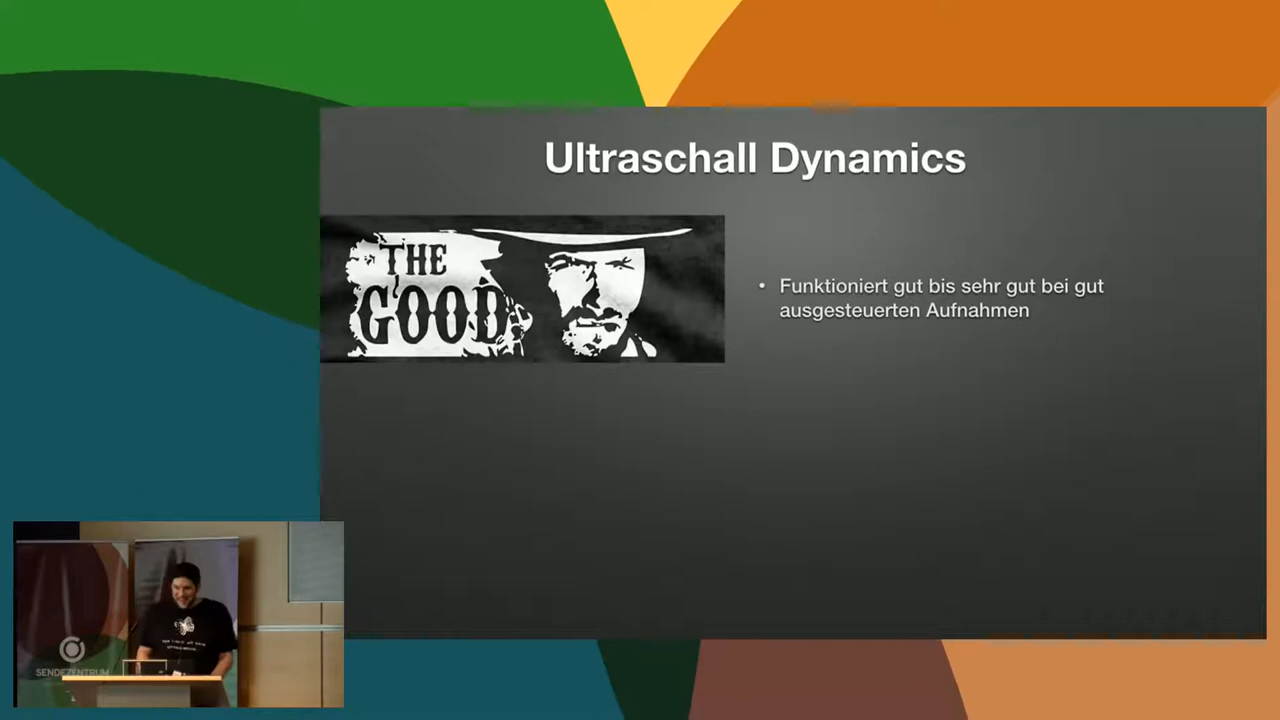 Ultraschall Dynamics
THE
GOOD
• Funktioniert gut bis sehr gut bei gut
ausgesteuerten Aufnahmen
SENDEZENTRUM